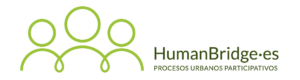 HumanBridge·es
PROCESOS URBANOS PARTICIPATIVOS